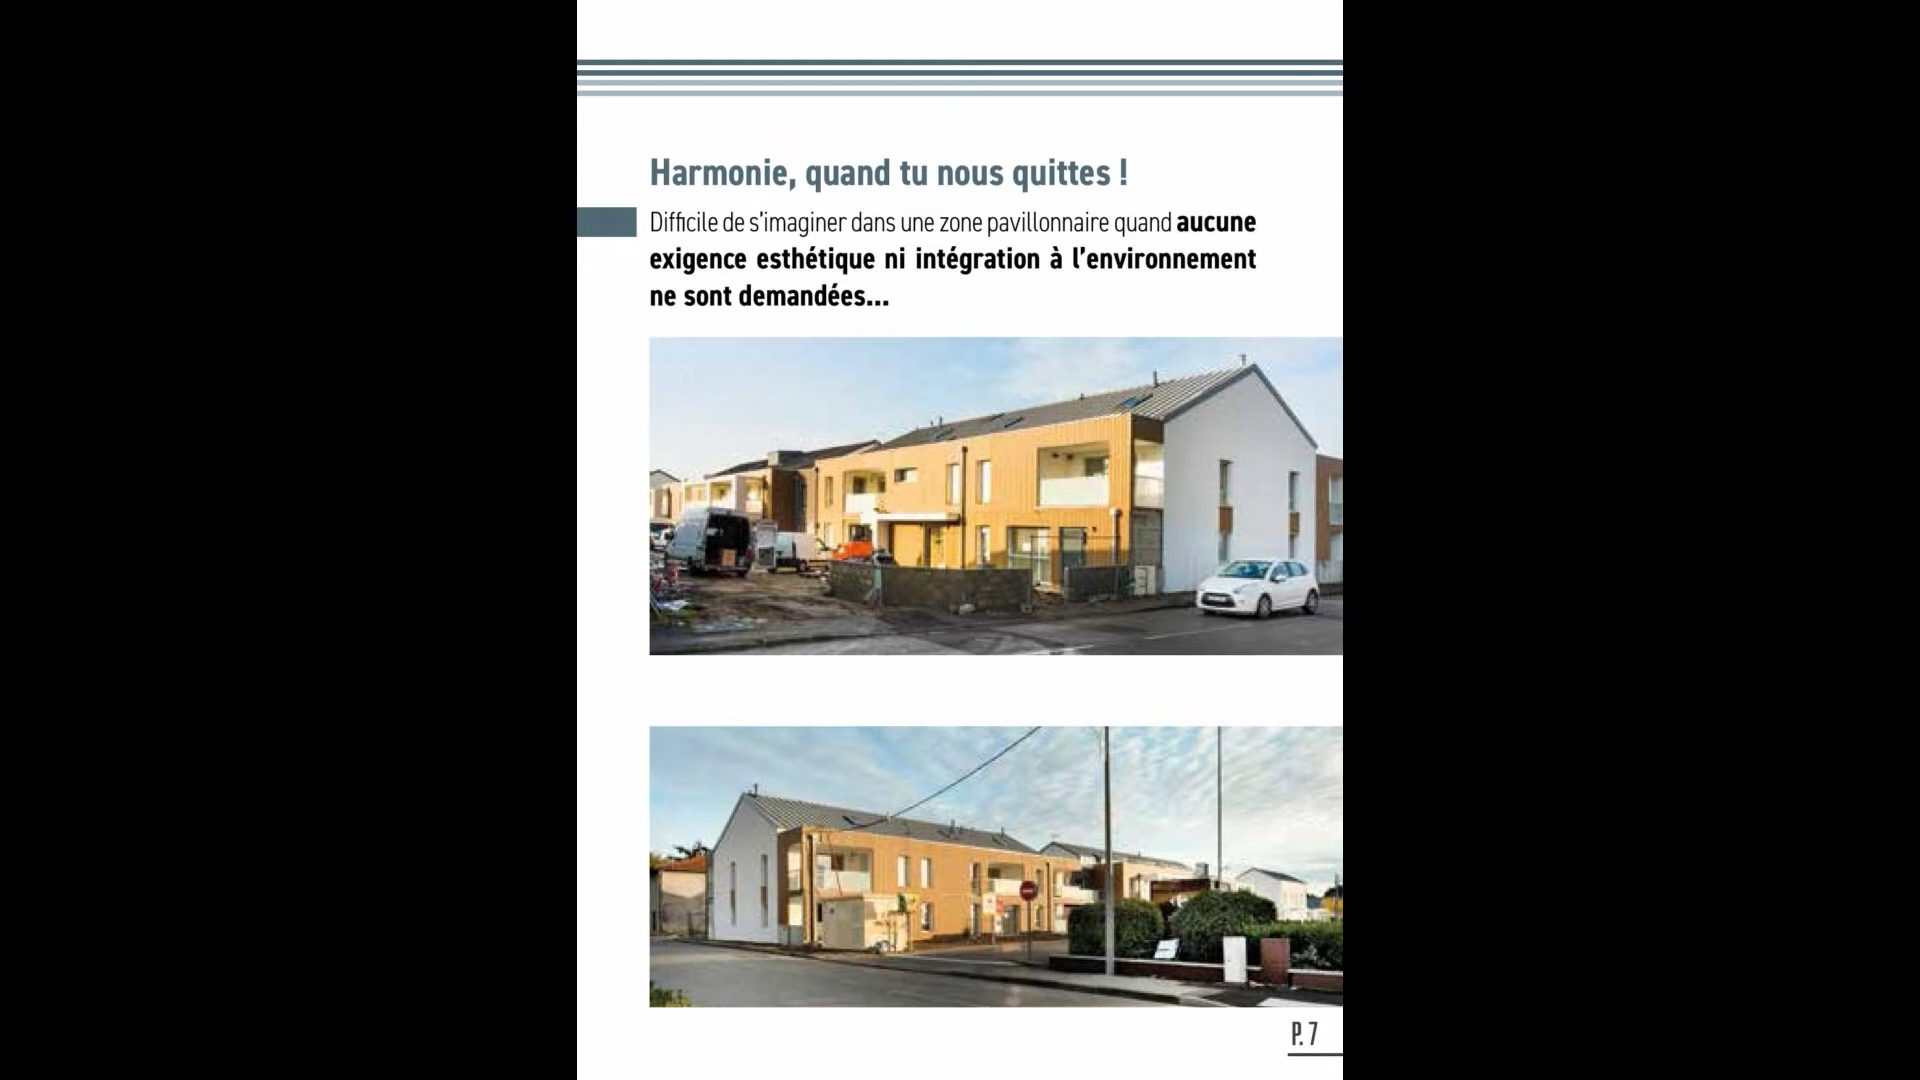 Harmonie, quand tu nous quittes !
Difficile de s'imaginer dans une zone pavillonnaire quand aucune
exigence esthétique ni intégration à l'environnement
ne sont demandées...
P. 7